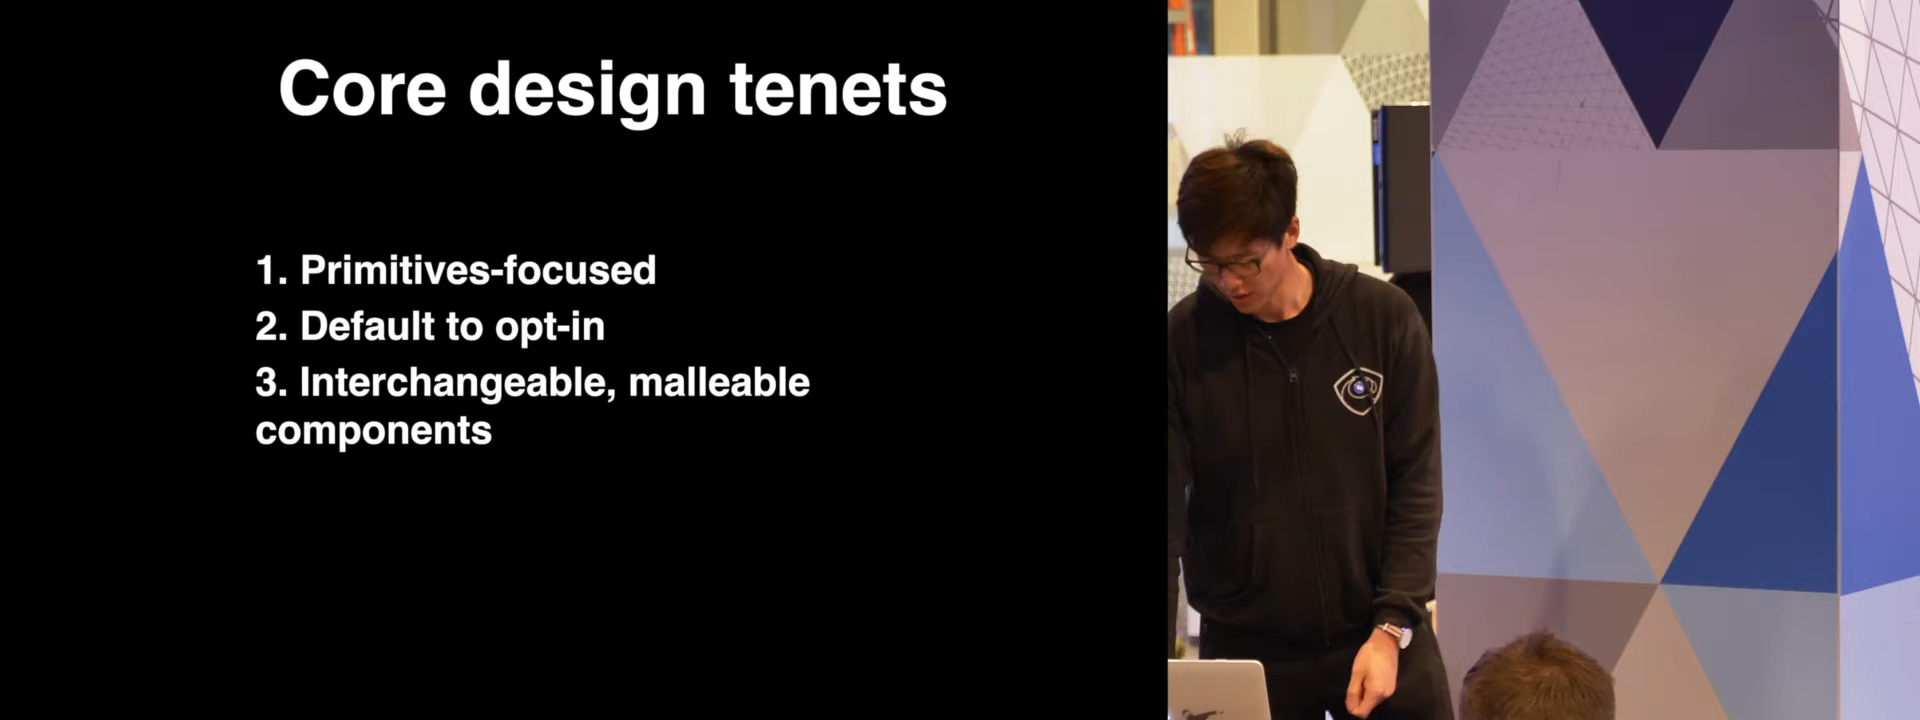 Core design tenets
1. Primitives-focused
2. Default to opt-in
3. Interchangeable, malleable
components